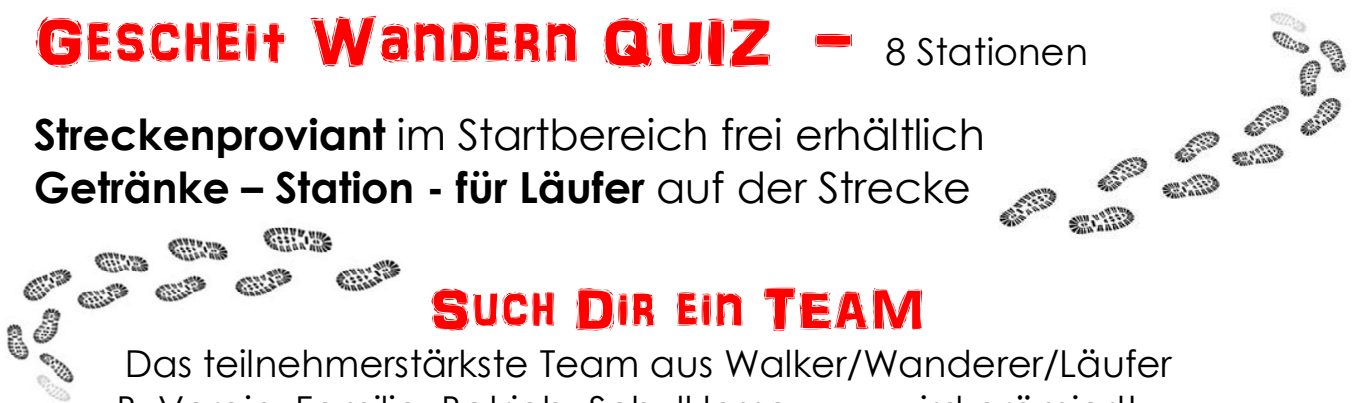 GESCHEit WanDERn QUIZ - 8 Stationen
Streckenproviant im Startbereich frei erhältlich
Getränke – Station - für Läufer auf der Strecke
SUCH DiR Ein TEAM
Das teilnehmerstärkste Team aus Walker/Wanderer/Läufer